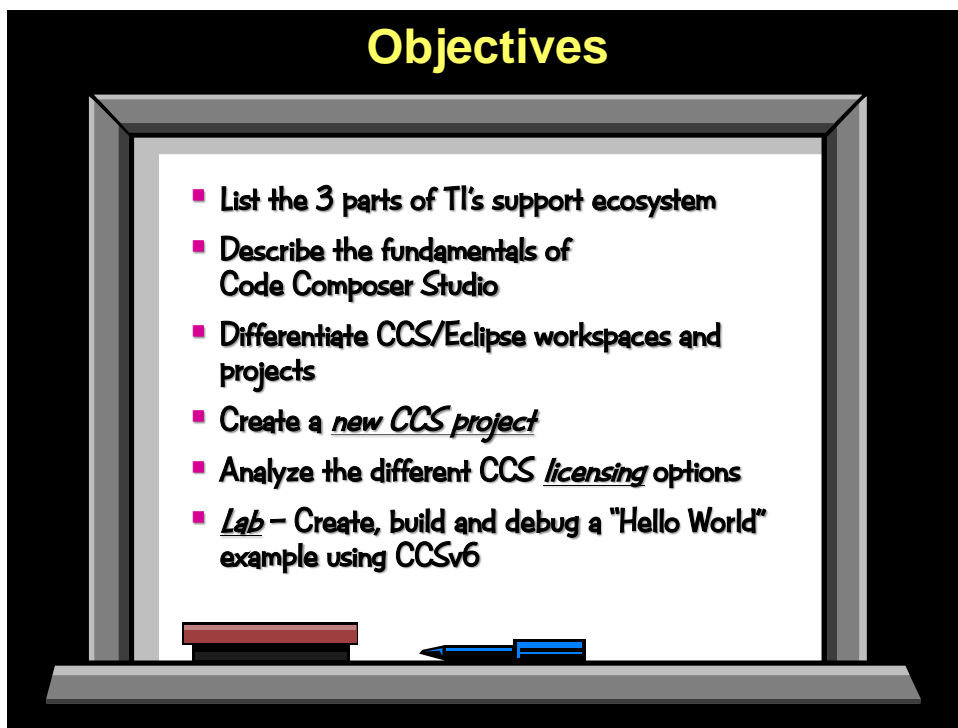 Objectives
▪ List the 3 parts of TI's support ecosystem
▪ Describe the fundamentals of
Code Composer Studio
▪ Differentiate CCS/Eclipse workspaces and
projects
▪ Create a new CCS project
▪ Analyze the different CCS licensing options
▪ Lab – Create, build and debug a “Hello World”
example using CCSv6